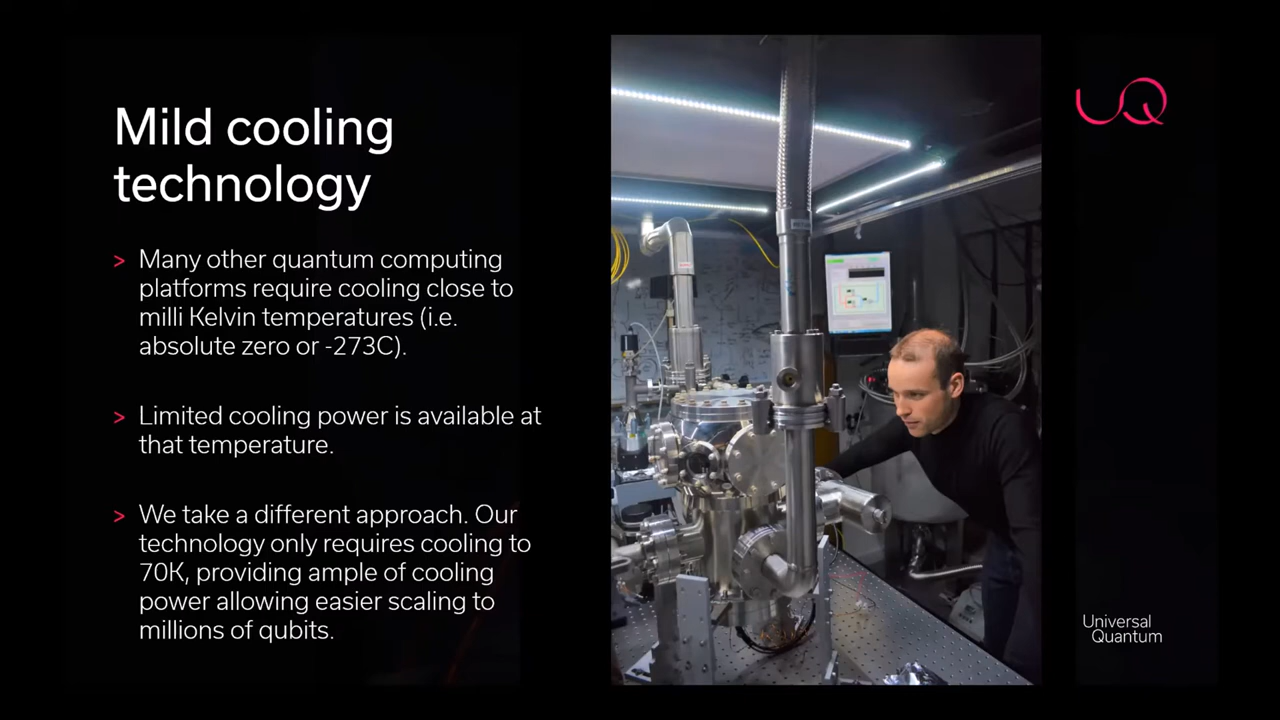 Mild cooling
technology
> Many other quantum computing
platforms require cooling close to
milli Kelvin temperatures (i.e.
absolute zero or -273C).
> Limited cooling power is available at
that temperature.
> We take a different approach. Our
technology only requires cooling to
70K, providing ample of cooling
power allowing easier scaling to
millions of qubits.
UQ
Universal
Quantum